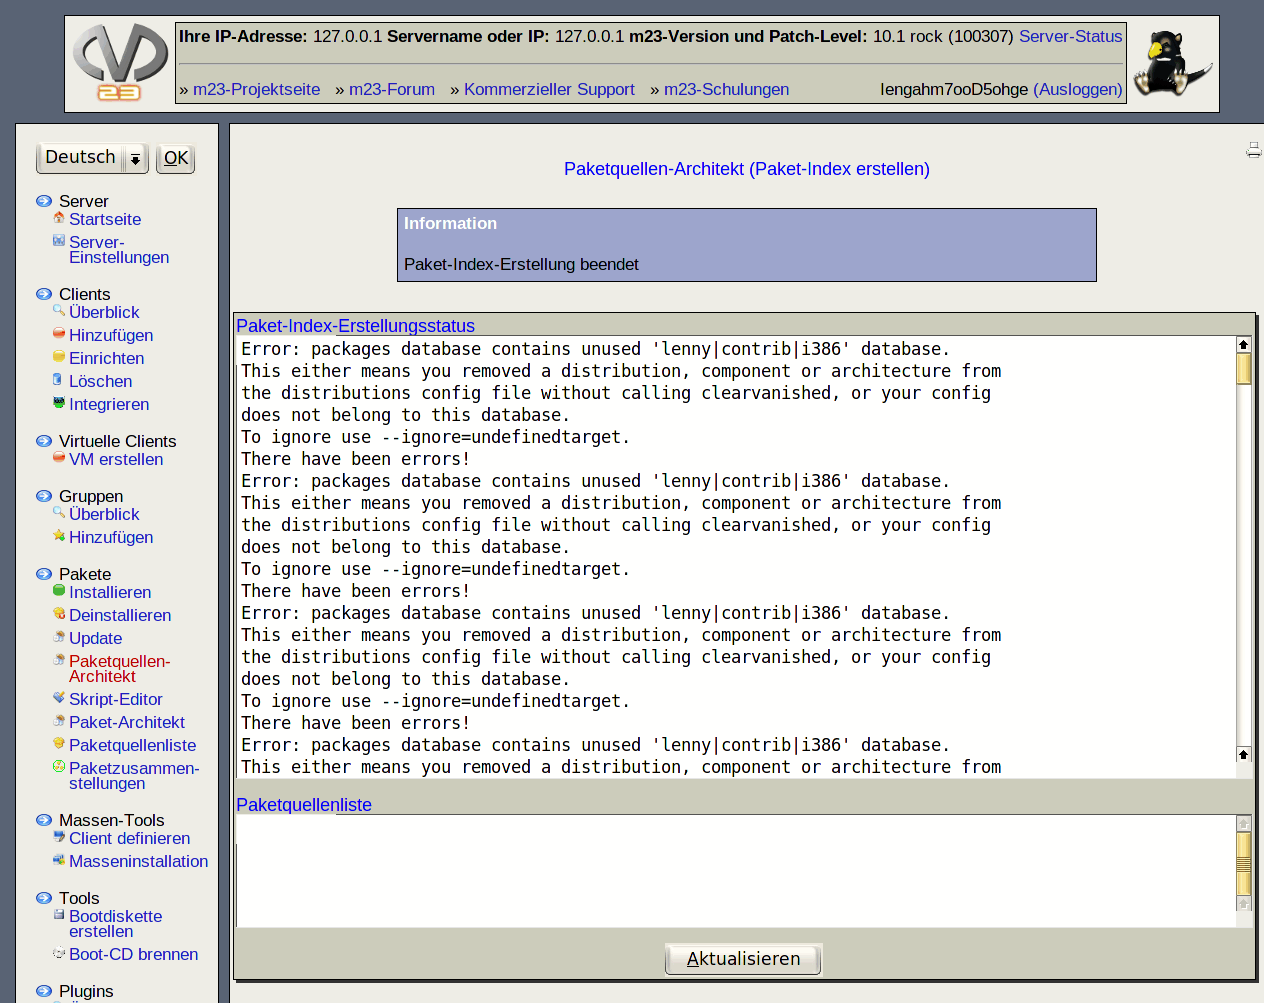 Ihre IP-Adresse: 127.0.0.1 Servername oder IP: 127.0.0.1 m23-Version und Patch-Level: 10.1 rock (100307) Server-Status
» m23-Projektseite » m23-Forum » Kommerzieller Support » m23-Schulungen Iengahm7ooD5ohge (Ausloggen)
23
Deutsch OK
Server
Startseite
Server-
Einstellungen
Clients
Überblick
Hinzufügen
Einrichten
Löschen
Integrieren
Virtuelle Clients
VM erstellen
Gruppen
Überblick
Hinzufügen
Pakete
Installieren
Deinstallieren
Update
Paketquellen-
Architekt
Skript-Editor
Paket-Architekt
Paketquellenliste
Paketzusammen-
stellungen
Massen-Tools
Client definieren
Masseninstallation
Tools
Bootdiskette
erstellen
Boot-CD brennen
Plugins
Paketquellen-Architekt (Paket-Index erstellen)
Information
Paket-Index-Erstellung beendet
Paket-Index-Erstellungsstatus
Error: packages database contains unused 'lenny|contrib|i386' database.
This either means you removed a distribution, component or architecture from
the distributions config file without calling clearvanished, or your config
does not belong to this database.
To ignore use --ignore=undefinedtarget.
There have been errors!
Error: packages database contains unused 'lenny|contrib|i386' database.
This either means you removed a distribution, component or architecture from
the distributions config file without calling clearvanished, or your config
does not belong to this database.
To ignore use --ignore=undefinedtarget.
There have been errors!
Error: packages database contains unused 'lenny|contrib|i386' database.
This either means you removed a distribution, component or architecture from
the distributions config file without calling clearvanished, or your config
does not belong to this database.
To ignore use --ignore=undefinedtarget.
There have been errors!
Error: packages database contains unused 'lenny|contrib|i386' database.
This either means you removed a distribution, component or architecture from
Paketquellenliste
Aktualisieren